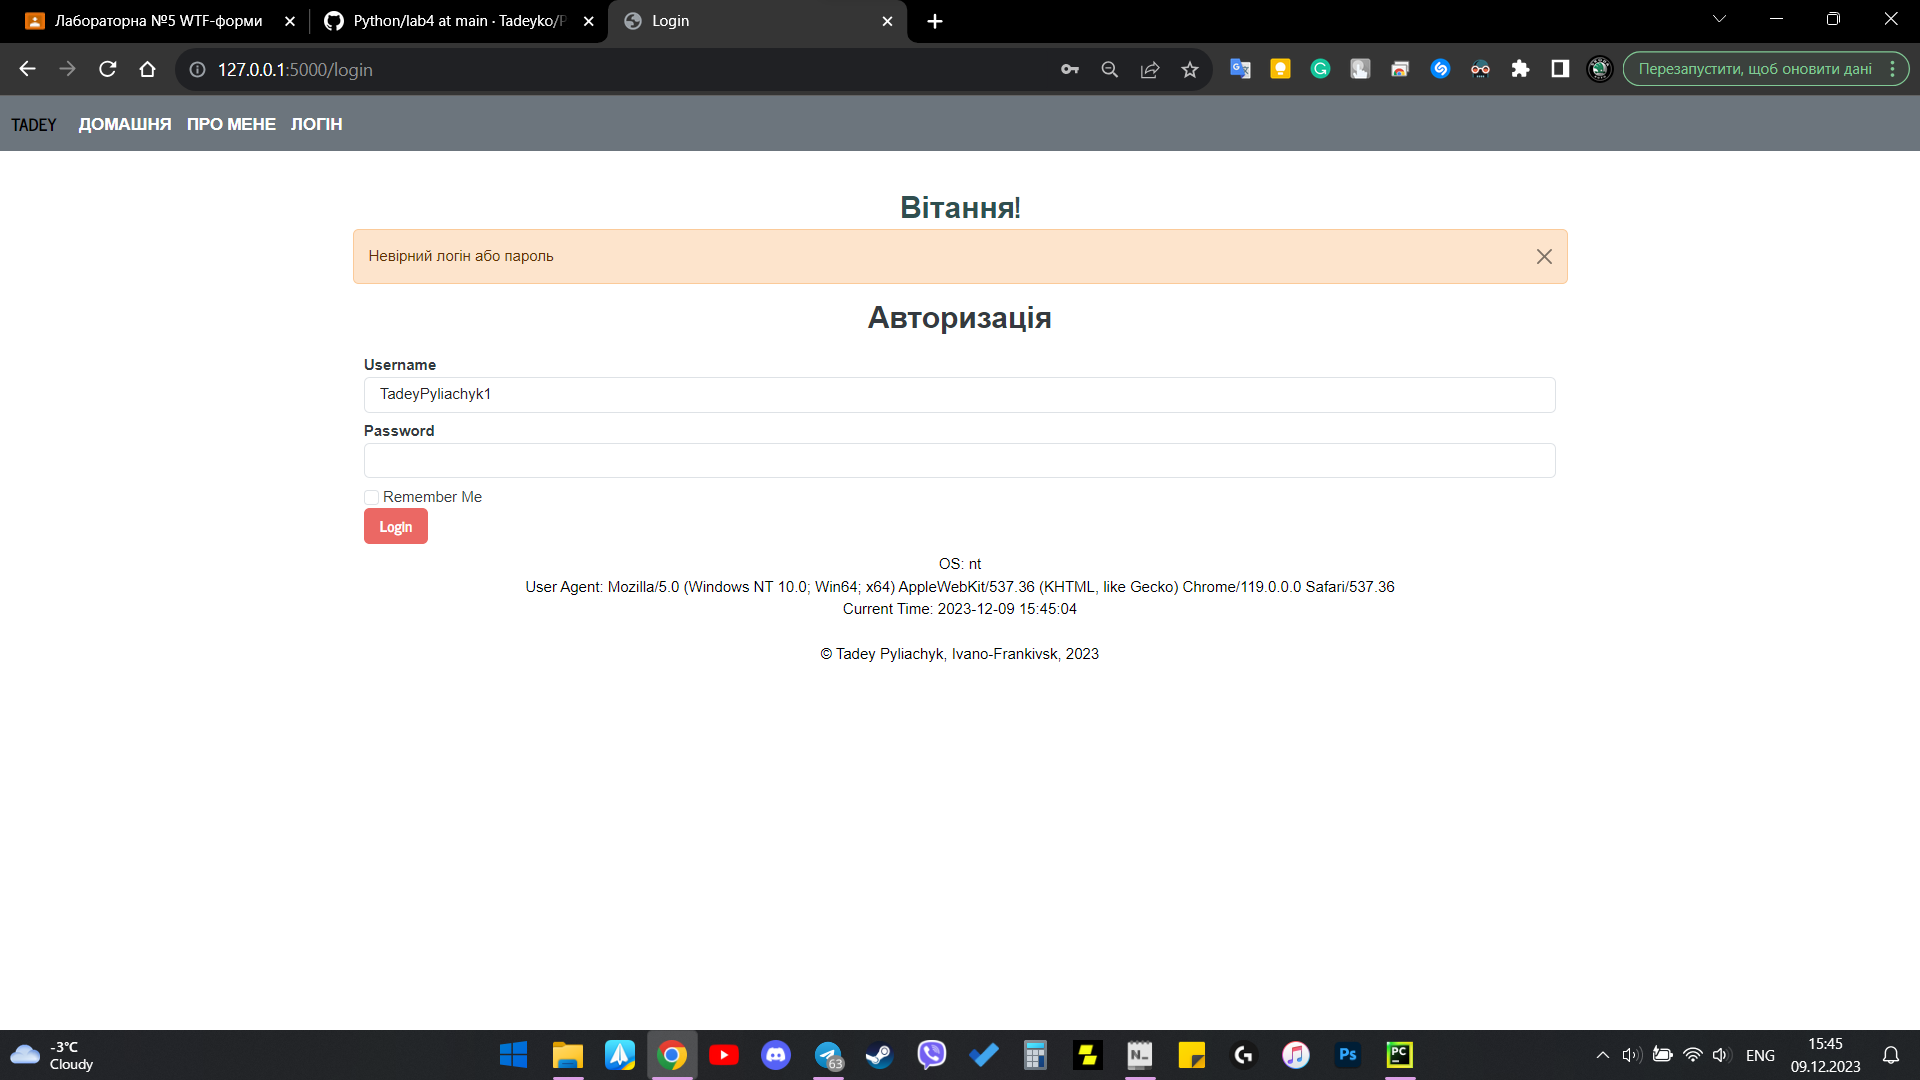 Лабораторна №5 WTF-форми
Python/lab4 at main · Tadeyko/P
Login
127.0.0.1:5000/login
Перезапустити, щоб оновити дані
TADEY ДОМАШНЯ ПРО МЕНЕ ЛОГІН
Вітання!
Невірний логін або пароль
Авторизація
Username
TadeyPyliachyk1
Password
Remember Me
LogIn
OS: nt
User Agent: Mozilla/5.0 (Windows NT 10.0; Win64; x64) AppleWebKit/537.36 (KHTML, like Gecko) Chrome/119.0.0.0 Safari/537.36
Current Time: 2023-12-09 15:45:04
© Tadey Pyliachyk, Ivano-Frankivsk, 2023
-3°C
Cloudy
63
N
Ps
PC
ENG
15:45
09.12.2023